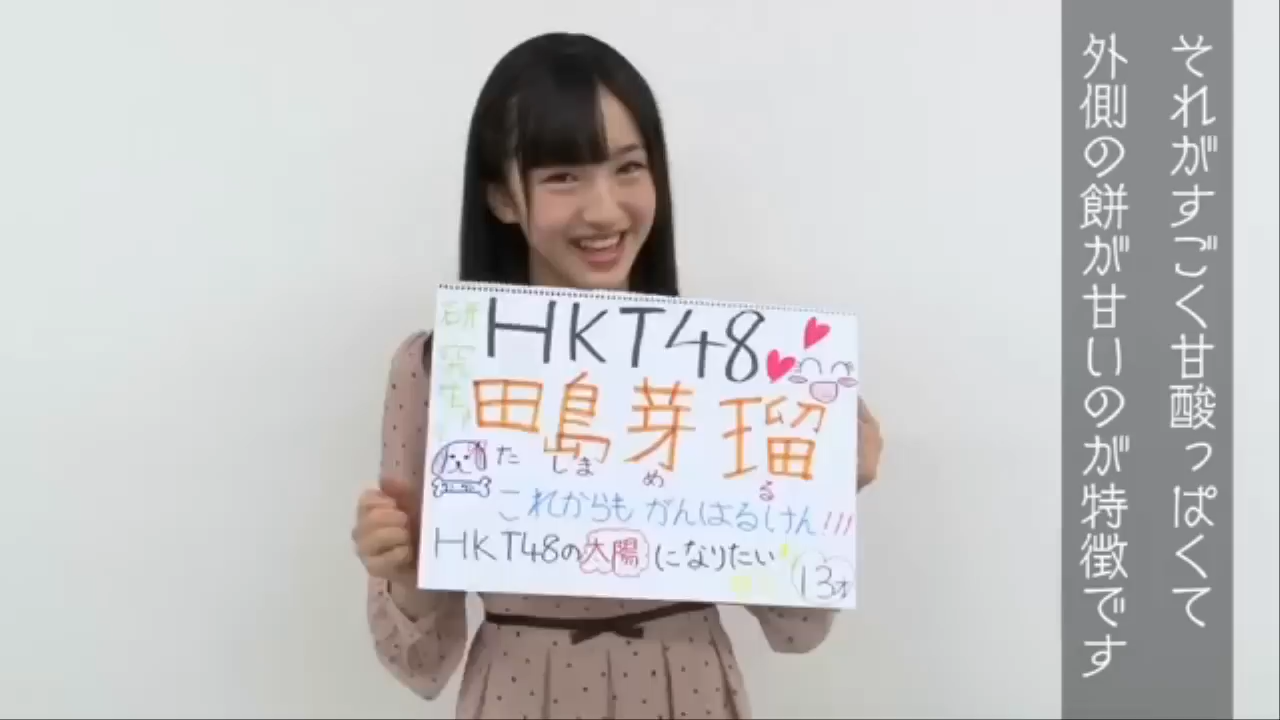 それがすごく甘酸っぱくて
外側の餅が甘いのが特徴です
研究生
HKT48
田島芽瑠
たしまめる
これからもがんばるけん!!!
HKT48の太陽になりたい
13才